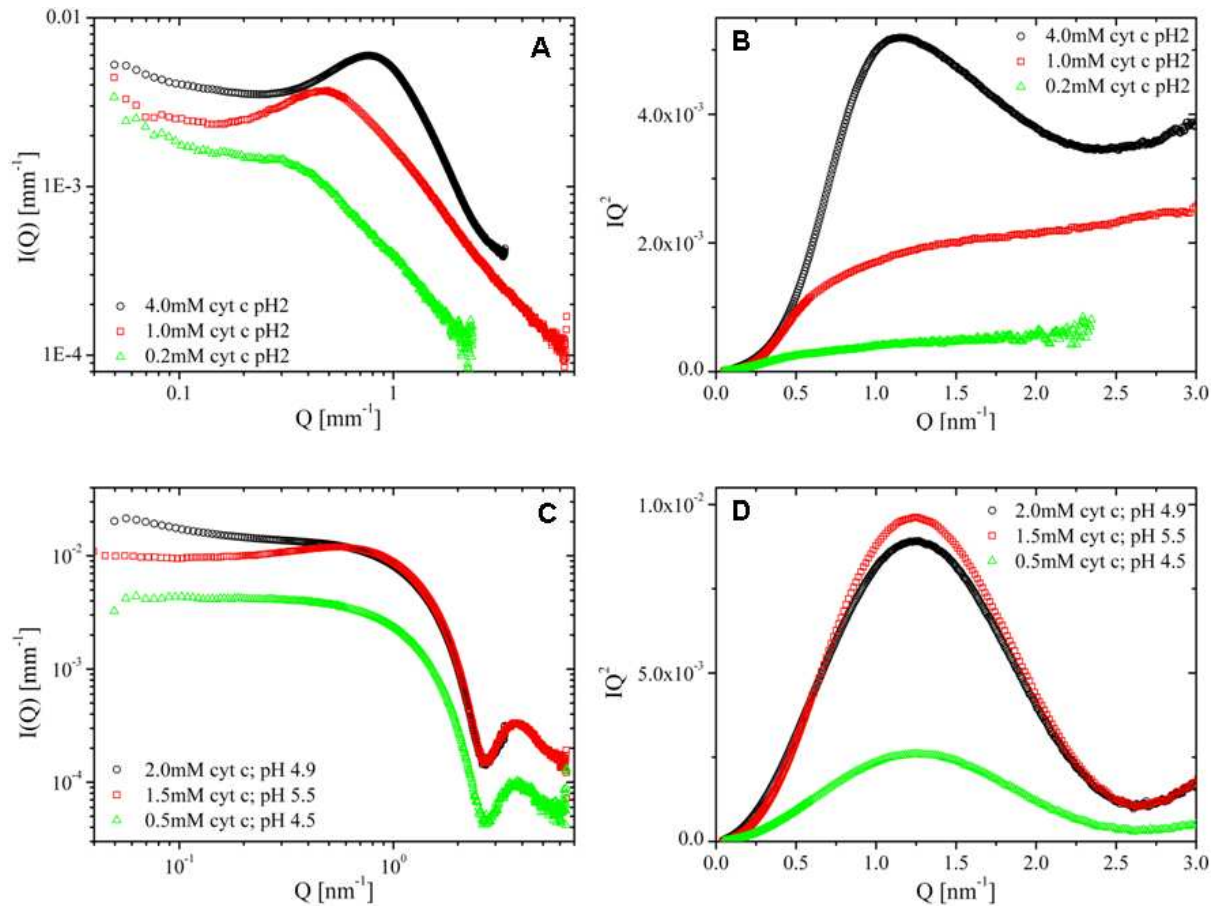 A
0.01
1E-3
1E-4
I(Q) [mm⁻¹]
4.0mM cyt c pH2
1.0mM cyt c pH2
0.2mM cyt c pH2
0.1
1
Q [mm⁻¹]
B
4.0mM cyt c pH2
1.0mM cyt c pH2
0.2mM cyt c pH2
IQ²
4.0x10⁻³
2.0x10⁻³
0.0
0.0
0.5
1.0
1.5
2.0
2.5
3.0
Q [nm⁻¹]
C
10⁻²
10⁻³
10⁻⁴
I(Q) [mm⁻¹]
2.0mM cyt c; pH 4.9
1.5mM cyt c; pH 5.5
0.5mM cyt c; pH 4.5
10⁻¹
10⁰
Q [nm⁻¹]
D
2.0mM cyt c; pH 4.9
1.5mM cyt c; pH 5.5
0.5mM cyt c; pH 4.5
IQ²
1.0x10⁻²
5.0x10⁻³
0.0
0.0
0.5
1.0
1.5
2.0
2.5
3.0
Q [nm⁻¹]